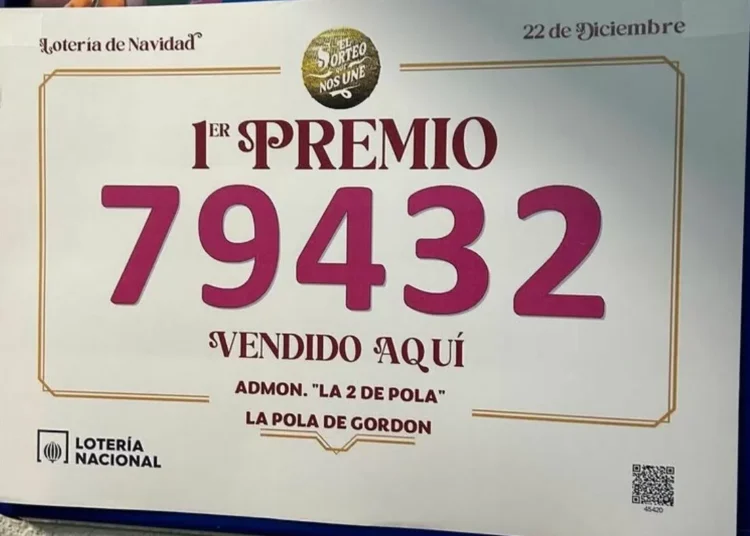 Lotería de Navidad
22 de Diciembre
EL
SORTEO
QUE
NOS UNE
1ER PREMIO
79432
VENDIDO AQUÍ
ADMON. "LA 2 DE POLA"
LA POLA DE GORDON
LOTERÍA
NACIONAL
45420